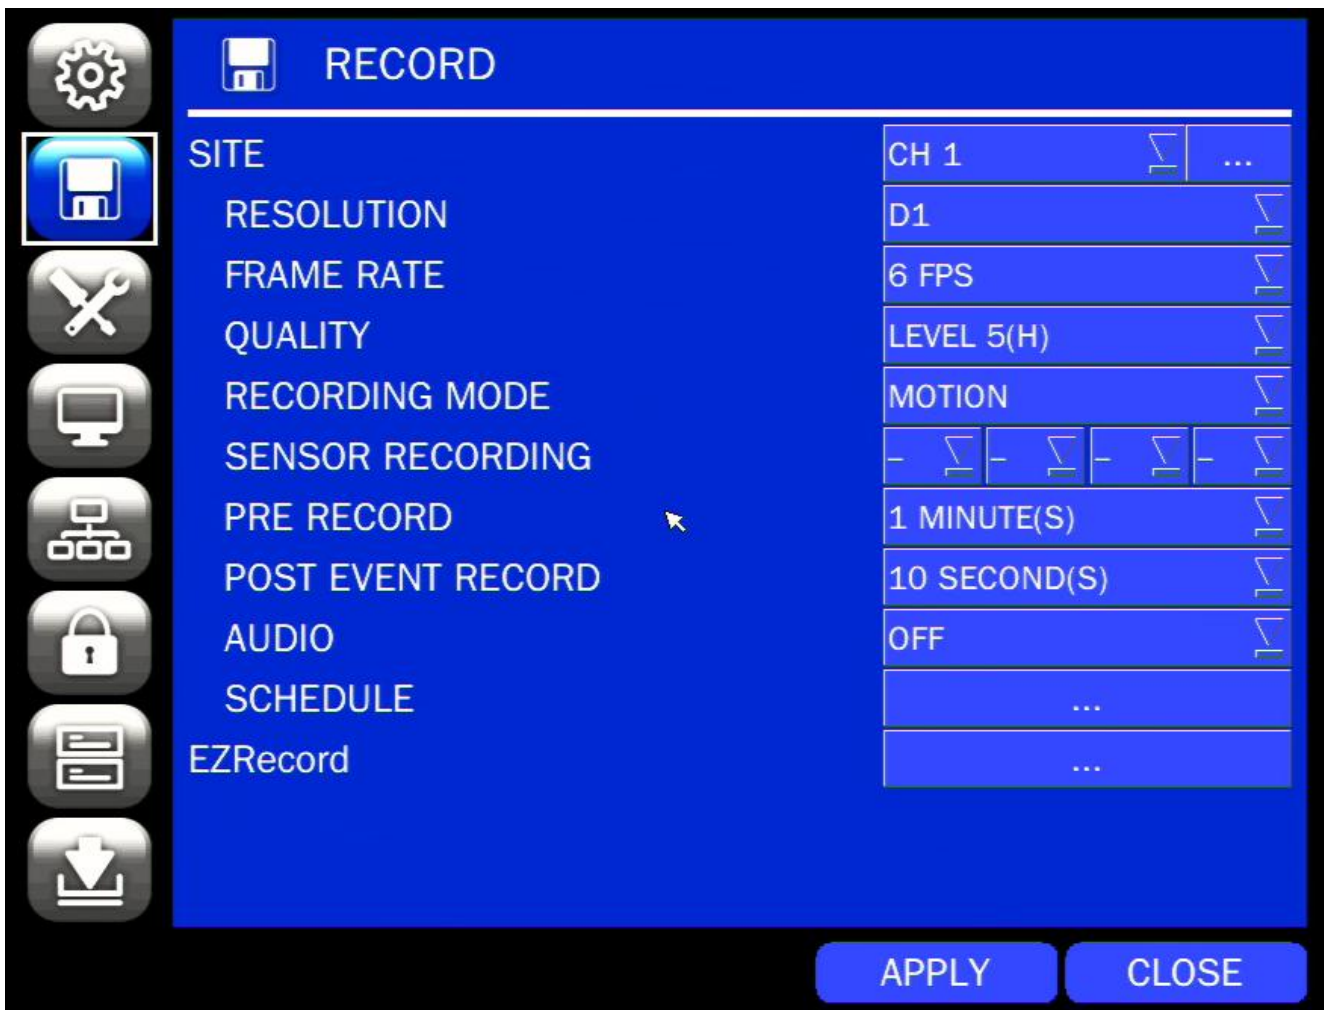 RECORD
SITE CH 1 ...
RESOLUTION D1
FRAME RATE 6 FPS
QUALITY LEVEL 5(H)
RECORDING MODE MOTION
SENSOR RECORDING – – – –
PRE RECORD 1 MINUTE(S)
POST EVENT RECORD 10 SECOND(S)
AUDIO OFF
SCHEDULE ...
EZRecord ...
APPLY CLOSE